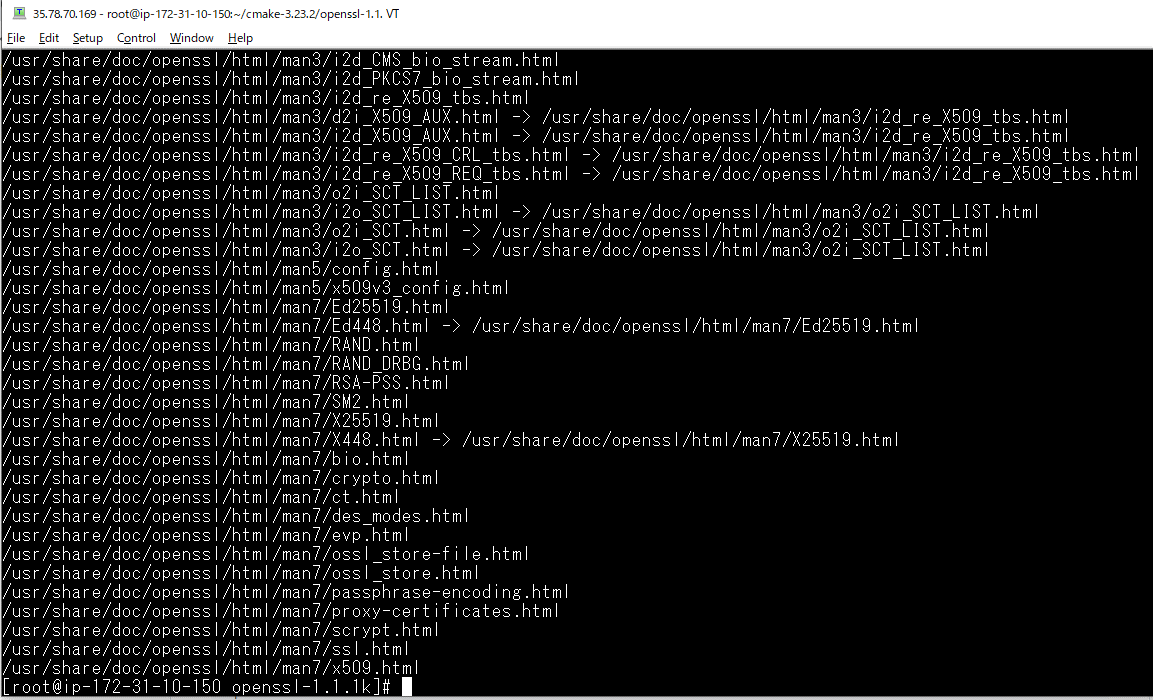 35.78.70.169 - root@ip-172-31-10-150:~/cmake-3.23.2/openssl-1.1. VT
File Edit Setup Control Window Help
/usr/share/doc/openssl/html/man3/i2d_CMS_bio_stream.html
/usr/share/doc/openssl/html/man3/i2d_PKCS7_bio_stream.html
/usr/share/doc/openssl/html/man3/i2d_re_X509_tbs.html
/usr/share/doc/openssl/html/man3/d2i_X509_AUX.html -> /usr/share/doc/openssl/html/man3/i2d_re_X509_tbs.html
/usr/share/doc/openssl/html/man3/i2d_X509_AUX.html -> /usr/share/doc/openssl/html/man3/i2d_re_X509_tbs.html
/usr/share/doc/openssl/html/man3/i2d_re_X509_CRL_tbs.html -> /usr/share/doc/openssl/html/man3/i2d_re_X509_tbs.html
/usr/share/doc/openssl/html/man3/i2d_re_X509_REQ_tbs.html -> /usr/share/doc/openssl/html/man3/i2d_re_X509_tbs.html
/usr/share/doc/openssl/html/man3/o2i_SCT_LIST.html
/usr/share/doc/openssl/html/man3/i2o_SCT_LIST.html -> /usr/share/doc/openssl/html/man3/o2i_SCT_LIST.html
/usr/share/doc/openssl/html/man3/o2i_SCT.html -> /usr/share/doc/openssl/html/man3/o2i_SCT_LIST.html
/usr/share/doc/openssl/html/man3/i2o_SCT.html -> /usr/share/doc/openssl/html/man3/o2i_SCT_LIST.html
/usr/share/doc/openssl/html/man5/config.html
/usr/share/doc/openssl/html/man5/x509v3_config.html
/usr/share/doc/openssl/html/man7/Ed25519.html
/usr/share/doc/openssl/html/man7/Ed448.html -> /usr/share/doc/openssl/html/man7/Ed25519.html
/usr/share/doc/openssl/html/man7/RAND.html
/usr/share/doc/openssl/html/man7/RAND_DRBG.html
/usr/share/doc/openssl/html/man7/RSA-PSS.html
/usr/share/doc/openssl/html/man7/SM2.html
/usr/share/doc/openssl/html/man7/X25519.html
/usr/share/doc/openssl/html/man7/X448.html -> /usr/share/doc/openssl/html/man7/X25519.html
/usr/share/doc/openssl/html/man7/bio.html
/usr/share/doc/openssl/html/man7/crypto.html
/usr/share/doc/openssl/html/man7/ct.html
/usr/share/doc/openssl/html/man7/des_modes.html
/usr/share/doc/openssl/html/man7/evp.html
/usr/share/doc/openssl/html/man7/ossl_store-file.html
/usr/share/doc/openssl/html/man7/ossl_store.html
/usr/share/doc/openssl/html/man7/passphrase-encoding.html
/usr/share/doc/openssl/html/man7/proxy-certificates.html
/usr/share/doc/openssl/html/man7/scrypt.html
/usr/share/doc/openssl/html/man7/ssl.html
/usr/share/doc/openssl/html/man7/x509.html
[root@ip-172-31-10-150 openssl-1.1.1k]#